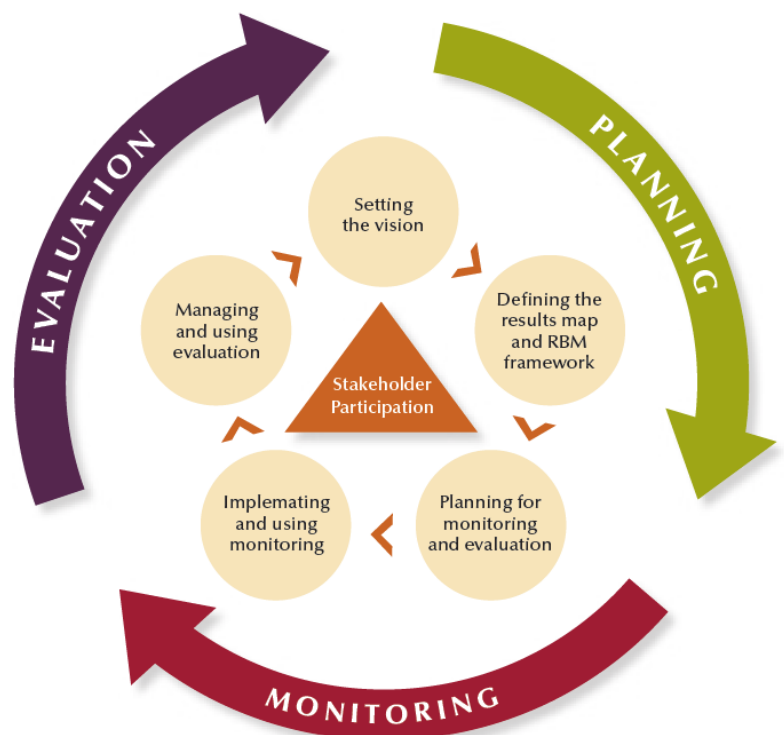 EVALUATION
PLANNING
Setting
the vision
Defining the
results map
and RBM
framework
Planning for
monitoring
and evaluation
Implemating
and using
monitoring
Managing
and using
evaluation
Stakeholder
Participation
MONITORING